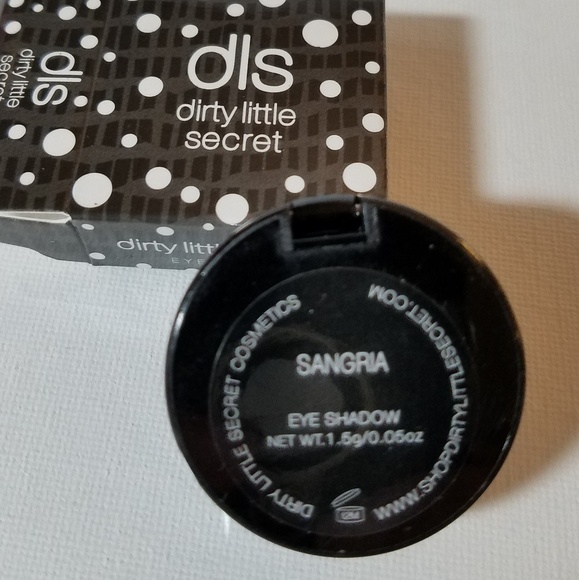 dls
dirty little
secret
dls
dirty little
secret
dirty litt
EYE
DIRTY LITTLE SECRET COSMETICS
SANGRIA
EYE SHADOW
NET WT.1.5g/0.05oz
12M
WWW.SHOPDIRTYLITTLESECRET.COM